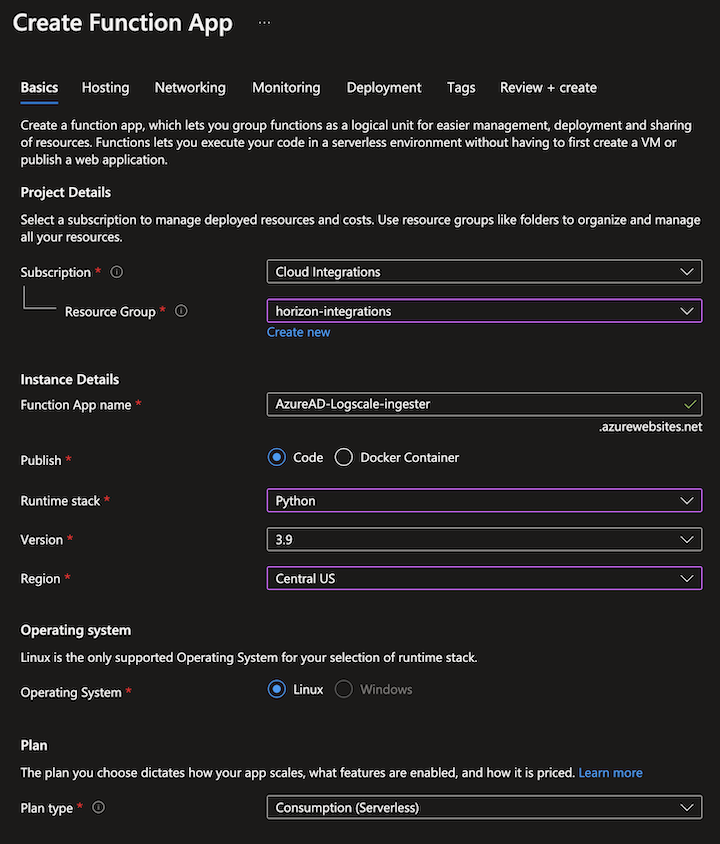 Create Function App ...
Basics Hosting Networking Monitoring Deployment Tags Review + create
Create a function app, which lets you group functions as a logical unit for easier management, deployment and sharing
of resources. Functions lets you execute your code in a serverless environment without having to first create a VM or
publish a web application.
Project Details
Select a subscription to manage deployed resources and costs. Use resource groups like folders to organize and manage
all your resources.
Subscription * Cloud Integrations
Resource Group * horizon-integrations
Create new
Instance Details
Function App name * AzureAD-Logscale-ingester
.azurewebsites.net
Publish * Code Docker Container
Runtime stack * Python
Version * 3.9
Region * Central US
Operating system
Linux is the only supported Operating System for your selection of runtime stack.
Operating System * Linux Windows
Plan
The plan you choose dictates how your app scales, what features are enabled, and how it is priced. Learn more
Plan type * Consumption (Serverless)